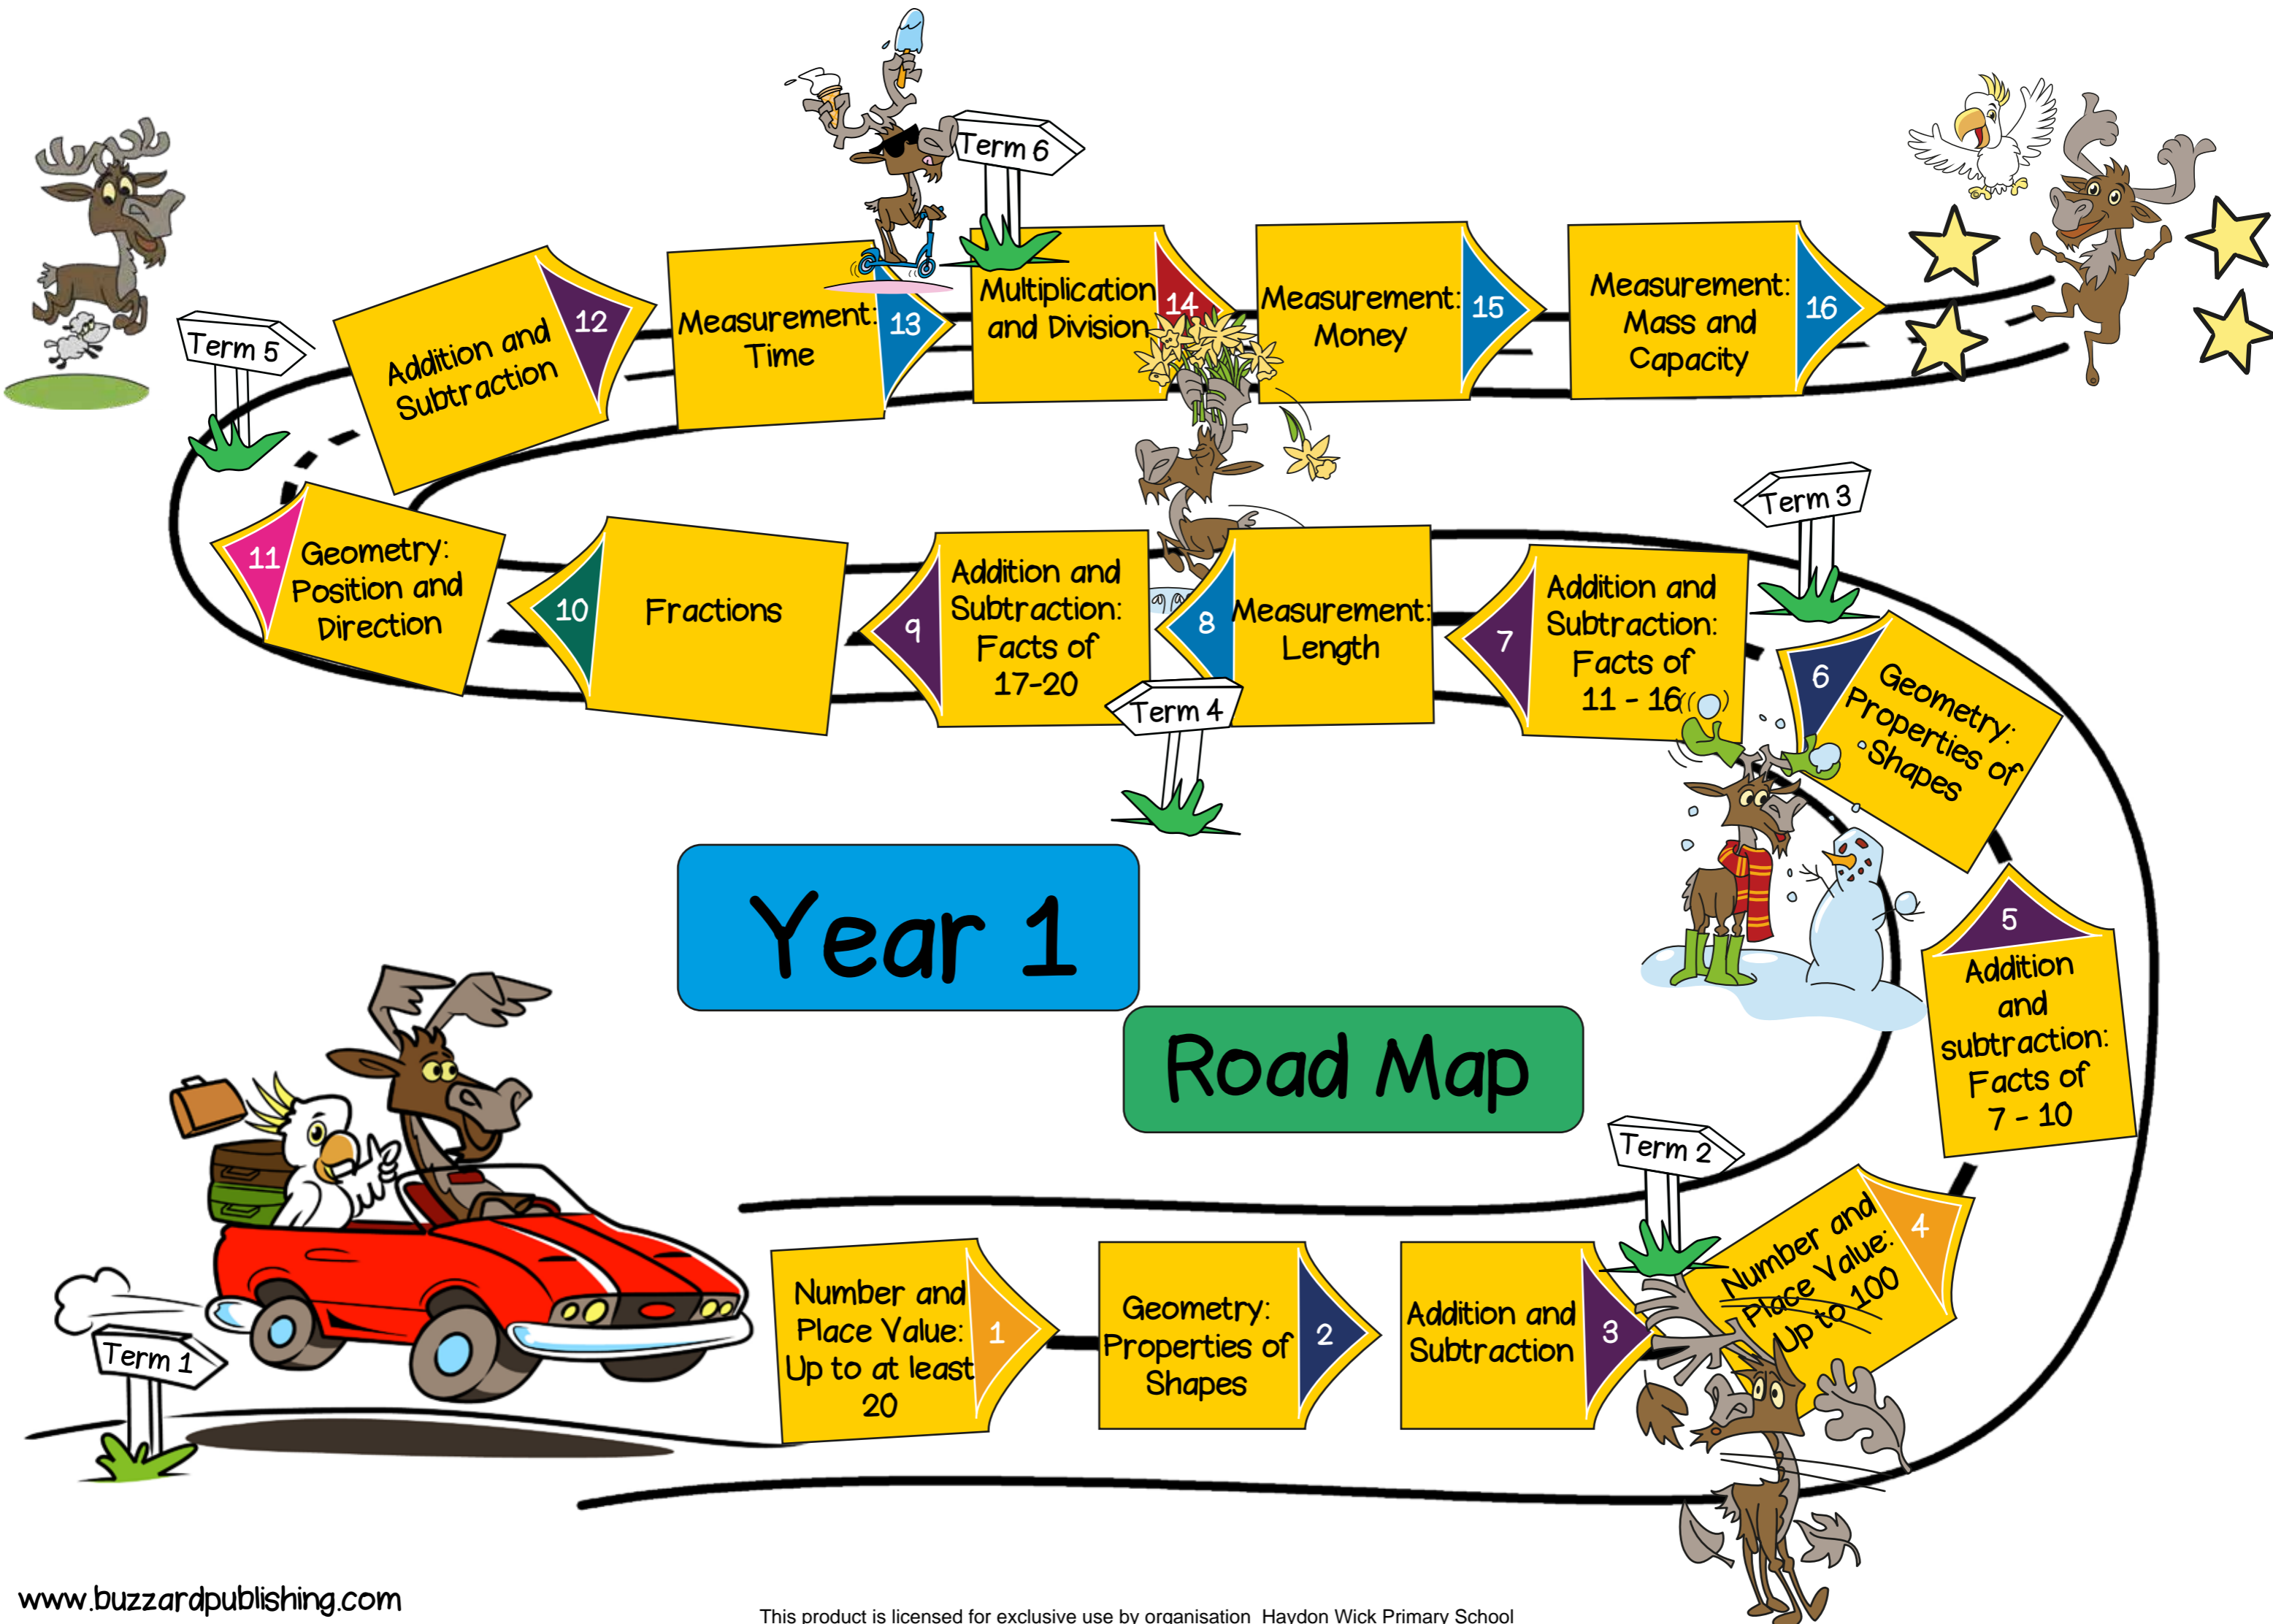 Term 6
Term 5
Addition and
Subtraction
12
Measurement:
Time
13
Multiplication
and Division
14
Measurement:
Money
15
Measurement:
Mass and
Capacity
16
Term 3
11
Geometry:
Position and
Direction
10
Fractions
9
Addition and
Subtraction:
Facts of
17-20
8
Measurement:
Length
7
Addition and
Subtraction:
Facts of
11 - 16
6
Geometry:
Properties of
Shapes
Term 4
Year 1
Road Map
5
Addition
and
subtraction:
Facts of
7 - 10
Term 2
Term 1
Number and
Place Value:
Up to at least
20
1
Geometry:
Properties of
Shapes
2
Addition and
Subtraction
3
Number and
Place Value:
Up to 100
4
www.buzzardpublishing.com
This product is licensed for exclusive use by organisation Haydon Wick Primary School